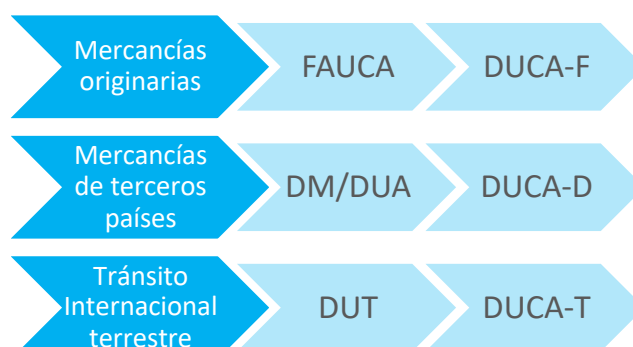 Mercancías
originarias
FAUCA
DUCA-F
Mercancías
de terceros
países
DM/DUA
DUCA-D
Tránsito
Internacional
terrestre
DUT
DUCA-T